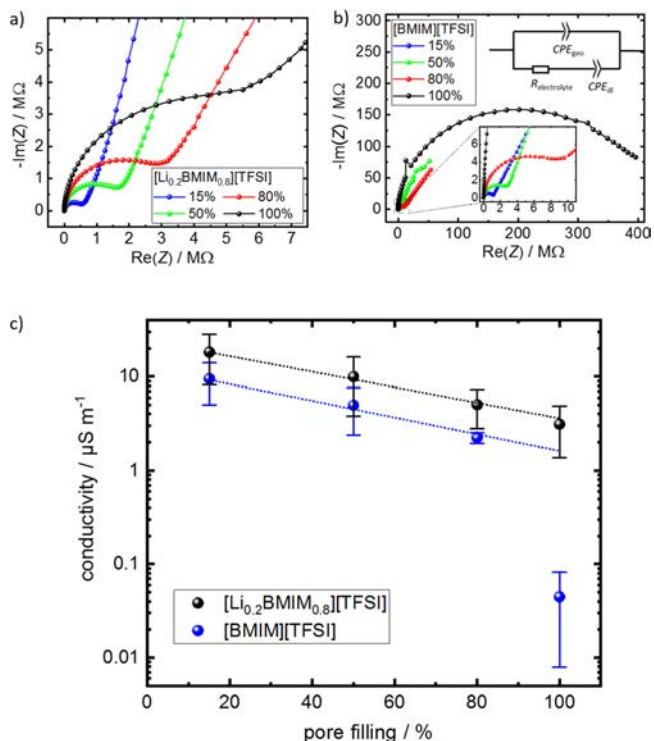 a)
-Im(Z) / MΩ
5
4
3
2
1
0
0 1 2 3 4 5 6 7
Re(Z) / MΩ
[Li0.2BMIM0.8][TFSI]
15% 80%
50% 100%
b)
-Im(Z) / MΩ
300
250
200
150
100
50
0
0 100 200 300 400
Re(Z) / MΩ
[BMIM][TFSI]
15%
50%
80%
100%
CPEgeo
Relectrolyte
CPEdl
6
4
2
0
0 2 4 6 8 10
c)
conductivity / µS m-1
10
1
0.1
0.01
0 20 40 60 80 100
pore filling / %
[Li0.2BMIM0.8][TFSI]
[BMIM][TFSI]